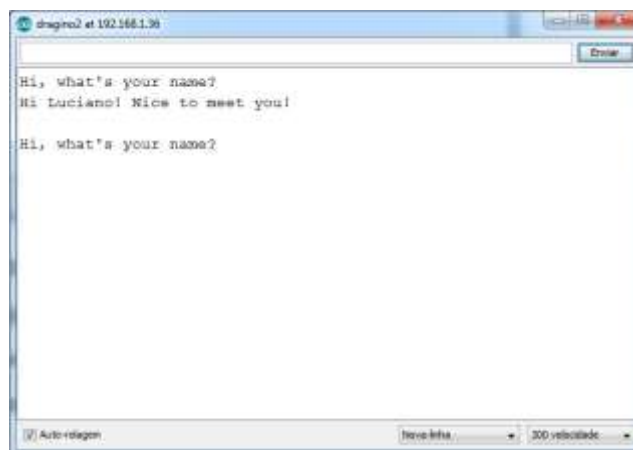 dragino2 at 192.168.1.36
Enviar
Hi, what's your name?
Hi Luciano! Nice to meet you!
Hi, what's your name?
Auto-rolagem
Nova-linha
300 velocidade